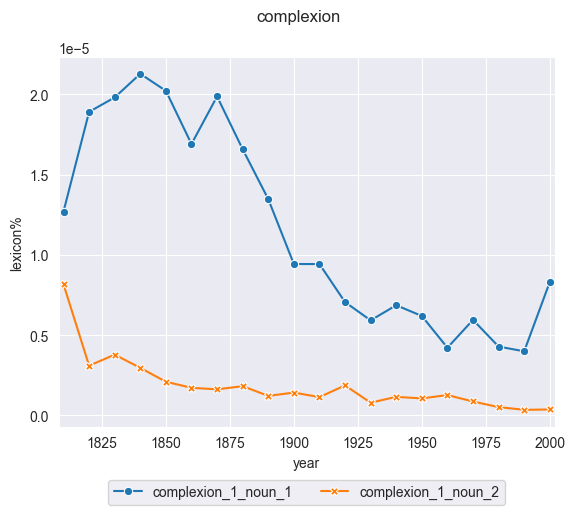 complexion
1e−5
2.0
1.5
1.0
0.5
0.0
lexicon%
1825 1850 1875 1900 1925 1950 1975 2000
year
complexion_1_noun_1 complexion_1_noun_2